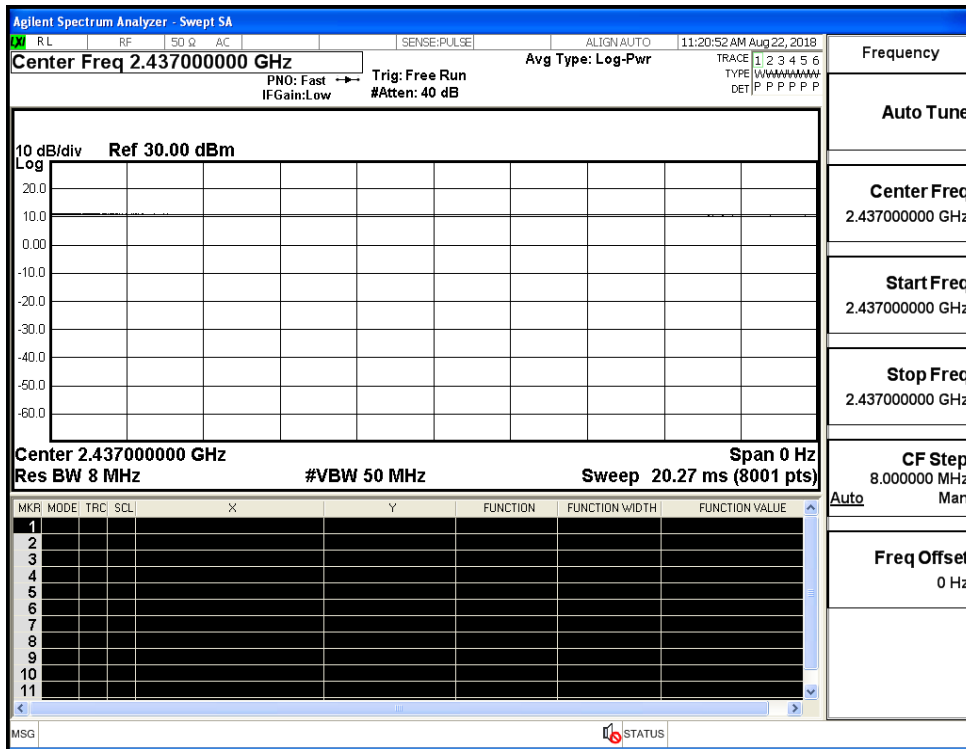 Agilent Spectrum Analyzer - Swept SA
LXI RL RF 50 Ω AC SENSE:PULSE ALIGN AUTO 11:20:52 AM Aug 22, 2018
Center Freq 2.437000000 GHz
PNO: Fast
IFGain:Low
Trig: Free Run
#Atten: 40 dB
Avg Type: Log-Pwr
TRACE 1 2 3 4 5 6
TYPE WWWWWW
DET P P P P P P
10 dB/div Ref 30.00 dBm
Log
20.0
10.0
0.00
-10.0
-20.0
-30.0
-40.0
-50.0
-60.0
Center 2.437000000 GHz Span 0 Hz
Res BW 8 MHz #VBW 50 MHz Sweep 20.27 ms (8001 pts)
MKR MODE TRC SCL X Y FUNCTION FUNCTION WIDTH FUNCTION VALUE
1
2
3
4
5
6
7
8
9
10
11
MSG STATUS
Frequency
Auto Tune
Center Freq
2.437000000 GHz
Start Freq
2.437000000 GHz
Stop Freq
2.437000000 GHz
CF Step
8.000000 MHz
Auto Man
Freq Offset
0 Hz